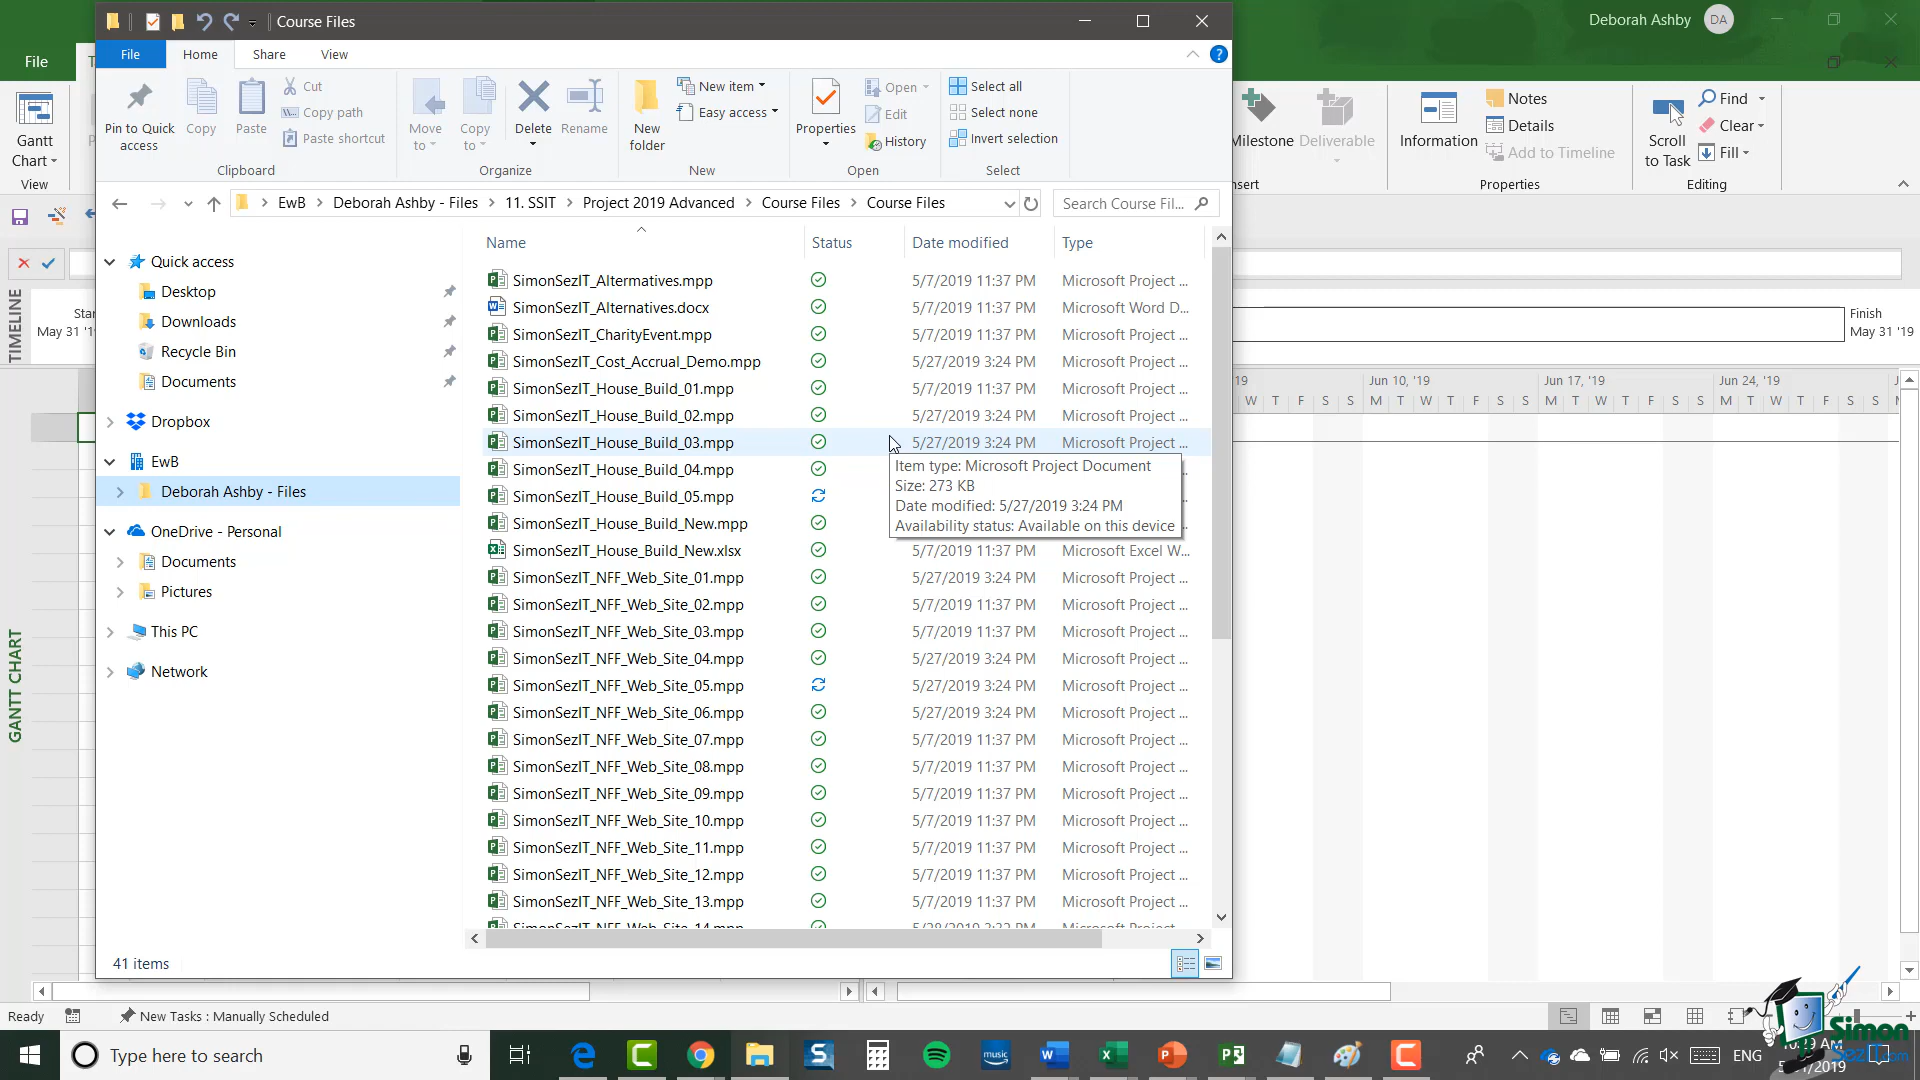 Course Files
Deborah Ashby DA
File Home Share View
File
Pin to Quick access
Copy
Paste
Cut
Copy path
Paste shortcut
Clipboard
Move to
Copy to
Delete
Rename
Organize
New folder
New item
Easy access
New
Properties
Open
Edit
History
Open
Select all
Select none
Invert selection
Select
Gantt Chart
View
Milestone
Deliverable
nsert
Information
Notes
Details
Add to Timeline
Properties
Scroll to Task
Find
Clear
Fill
Editing
EwB > Deborah Ashby - Files > 11. SSIT > Project 2019 Advanced > Course Files > Course Files
Search Course Fil...
Quick access
Desktop
Downloads
Recycle Bin
Documents
Dropbox
EwB
Deborah Ashby - Files
OneDrive - Personal
Documents
Pictures
This PC
Network
Name Status Date modified Type
SimonSezIT_Alternatives.mpp 5/7/2019 11:37 PM Microsoft Project ...
SimonSezIT_Alternatives.docx 5/7/2019 11:37 PM Microsoft Word D...
SimonSezIT_CharityEvent.mpp 5/7/2019 11:37 PM Microsoft Project ...
SimonSezIT_Cost_Accrual_Demo.mpp 5/27/2019 3:24 PM Microsoft Project ...
SimonSezIT_House_Build_01.mpp 5/7/2019 11:37 PM Microsoft Project ...
SimonSezIT_House_Build_02.mpp 5/27/2019 3:24 PM Microsoft Project ...
SimonSezIT_House_Build_03.mpp 5/27/2019 3:24 PM Microsoft Project ...
SimonSezIT_House_Build_04.mpp
SimonSezIT_House_Build_05.mpp
SimonSezIT_House_Build_New.mpp
SimonSezIT_House_Build_New.xlsx 5/7/2019 11:37 PM Microsoft Excel W...
SimonSezIT_NFF_Web_Site_01.mpp 5/27/2019 3:24 PM Microsoft Project ...
SimonSezIT_NFF_Web_Site_02.mpp 5/7/2019 11:37 PM Microsoft Project ...
SimonSezIT_NFF_Web_Site_03.mpp 5/7/2019 11:37 PM Microsoft Project ...
SimonSezIT_NFF_Web_Site_04.mpp 5/27/2019 3:24 PM Microsoft Project ...
SimonSezIT_NFF_Web_Site_05.mpp 5/27/2019 3:24 PM Microsoft Project ...
SimonSezIT_NFF_Web_Site_06.mpp 5/27/2019 3:24 PM Microsoft Project ...
SimonSezIT_NFF_Web_Site_07.mpp 5/7/2019 11:37 PM Microsoft Project ...
SimonSezIT_NFF_Web_Site_08.mpp 5/7/2019 11:37 PM Microsoft Project ...
SimonSezIT_NFF_Web_Site_09.mpp 5/7/2019 11:37 PM Microsoft Project ...
SimonSezIT_NFF_Web_Site_10.mpp 5/7/2019 11:37 PM Microsoft Project ...
SimonSezIT_NFF_Web_Site_11.mpp 5/7/2019 11:37 PM Microsoft Project ...
SimonSezIT_NFF_Web_Site_12.mpp 5/7/2019 11:37 PM Microsoft Project ...
SimonSezIT_NFF_Web_Site_13.mpp 5/7/2019 11:37 PM Microsoft Project ...
Item type: Microsoft Project Document
Size: 273 KB
Date modified: 5/27/2019 3:24 PM
Availability status: Available on this device
41 items
TIMELINE
Star
May 31 '1
Finish
May 31 '19
19 Jun 10, '19 Jun 17, '19 Jun 24, '19
W T F S S M T W T F S S M T W T F S S M T W T F S S
GANTT CHART
Ready
New Tasks : Manually Scheduled
Type here to search
music
ENG
Simon SezIT.com